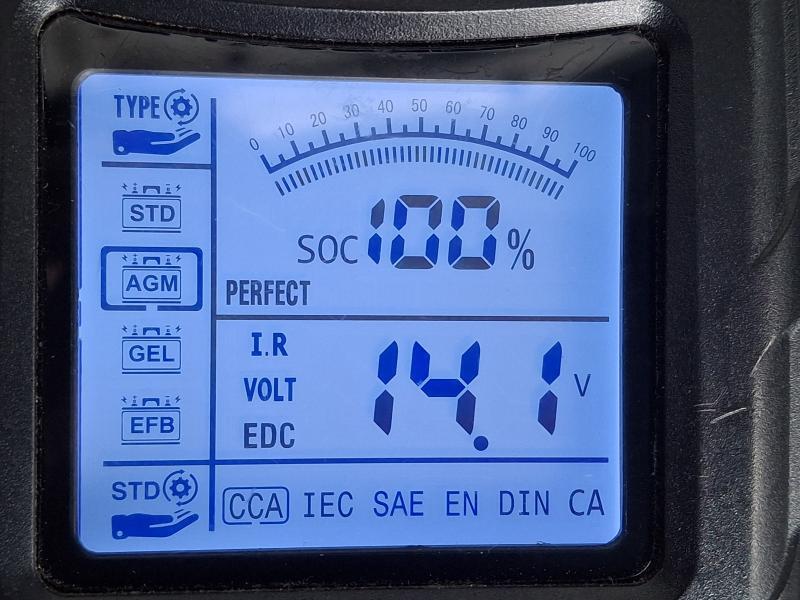 TYPE
STD
AGM
GEL
EFB
STD
0 10 20 30 40 50 60 70 80 90 100
SOC 100%
PERFECT
I.R
VOLT
EDC
14.1 V
CCA IEC SAE EN DIN CA